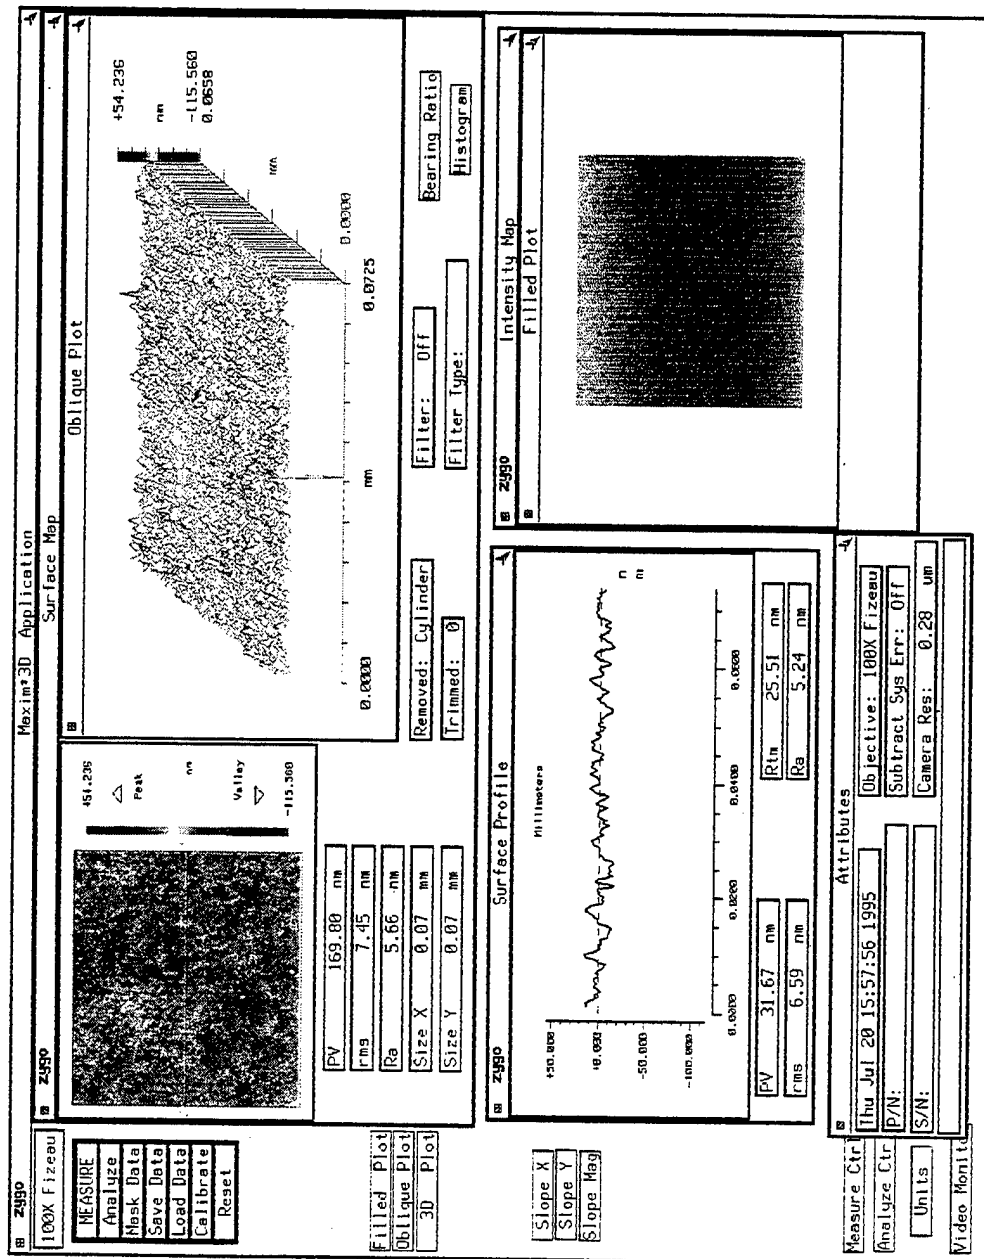 zygo
Maxim*3D Application
100X Fizeau
MEASURE
Analyze
Mask Data
Save Data
Load Data
Calibrate
Reset
Filled Plot
Oblique Plot
3D Plot
Slope X
Slope Y
Slope Mag
Measure Ctrl
Analyze Ctr
Units
Video Monito
zygo
Surface Map
+54.236
Peak
nm
Valley
-115.560
PV 169.80 nm
rms 7.45 nm
Ra 5.66 nm
Size X 0.07 mm
Size Y 0.07 mm
Oblique Plot
+54.236
nm
-115.560
0.0658
mm
0.0000
0.0725
mm
0.0000
Removed: Cylinder
Trimmed: 0
Filter: Off
Filter Type:
Bearing Ratio
Histogram
zygo
Surface Profile
+50.000
+0.000
-50.000
-100.000
Millimeters
n
m
0.0200
0.0400
0.0600
PV 31.67 nm
rms 6.59 nm
Rtm 25.51 nm
Ra 5.24 nm
zygo
Intensity Map
Filled Plot
Attributes
Thu Jul 20 15:57:56 1995
P/N:
S/N:
Objective: 100X Fizeau
Subtract Sys Err: Off
Camera Res: 0.28 um